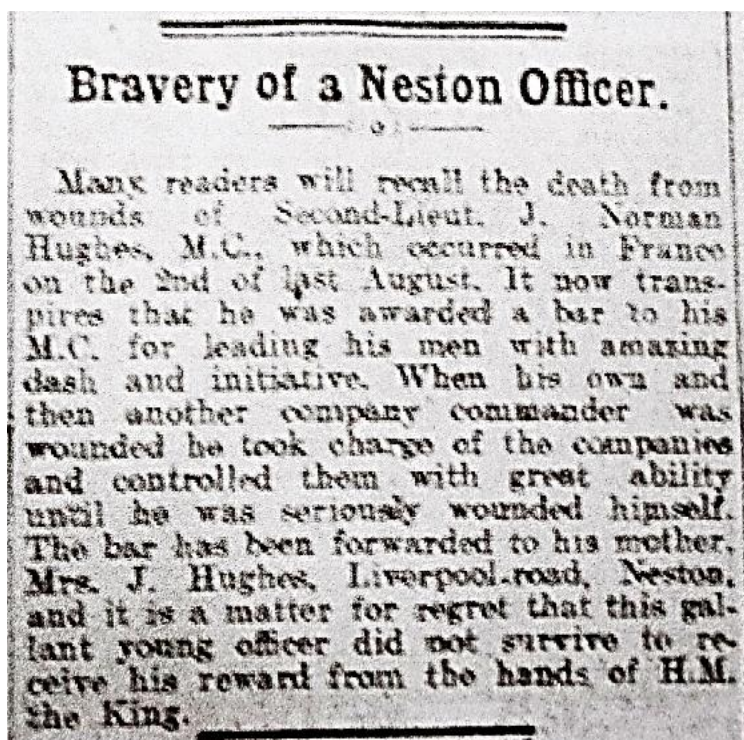 Bravery of a Neston Officer.
Many readers will recall the death from
wounds of Second-Lieut. J. Norman
Hughes, M.C., which occurred in France
on the 2nd of last August. It now trans-
pires that he was awarded a bar to his
M.C. for leading his men with amazing
dash and initiative. When his own and
then another company commander was
wounded he took charge of the companies
and controlled them with great ability
until he was seriously wounded himself.
The bar has been forwarded to his mother,
Mrs. J. Hughes, Liverpool-road, Neston,
and it is a matter for regret that this gal-
lant young officer did not survive to re-
ceive his reward from the hands of H.M.
the King.